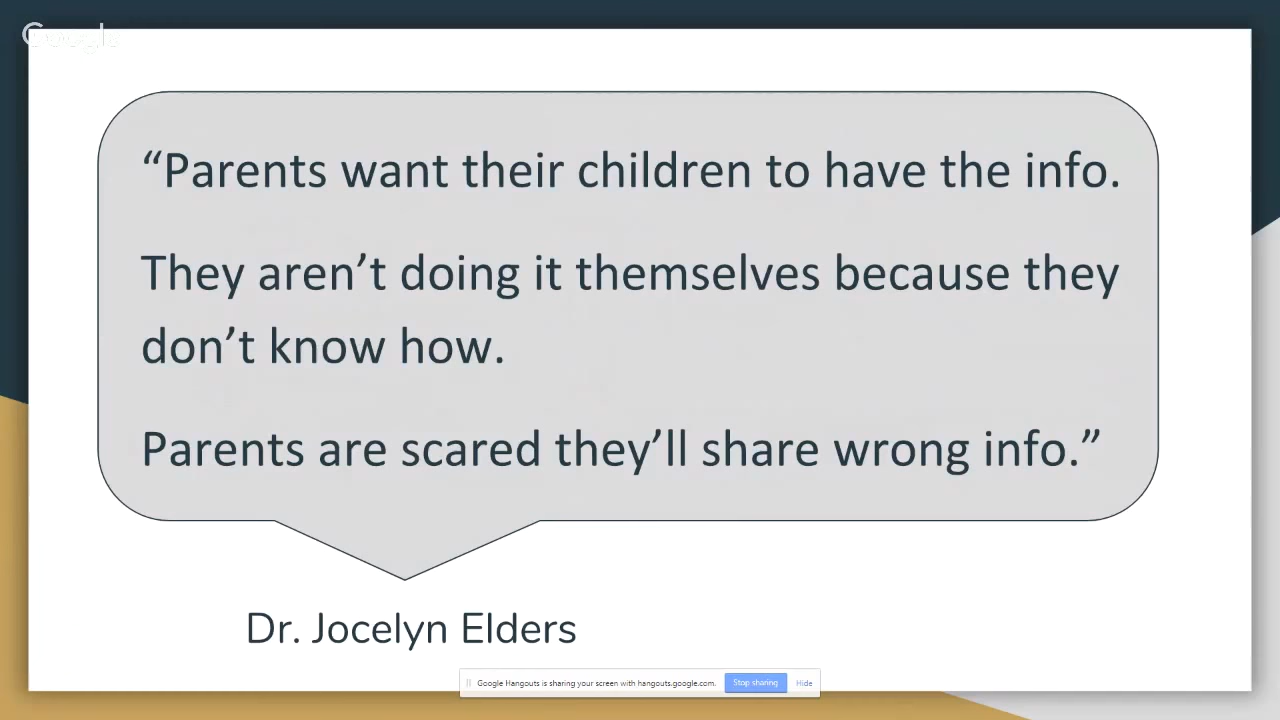 Google
“Parents want their children to have the info.
They aren’t doing it themselves because they
don’t know how.
Parents are scared they’ll share wrong info.”
Dr. Jocelyn Elders
Google Hangouts is sharing your screen with hangouts.google.com.
Stop sharing
Hide